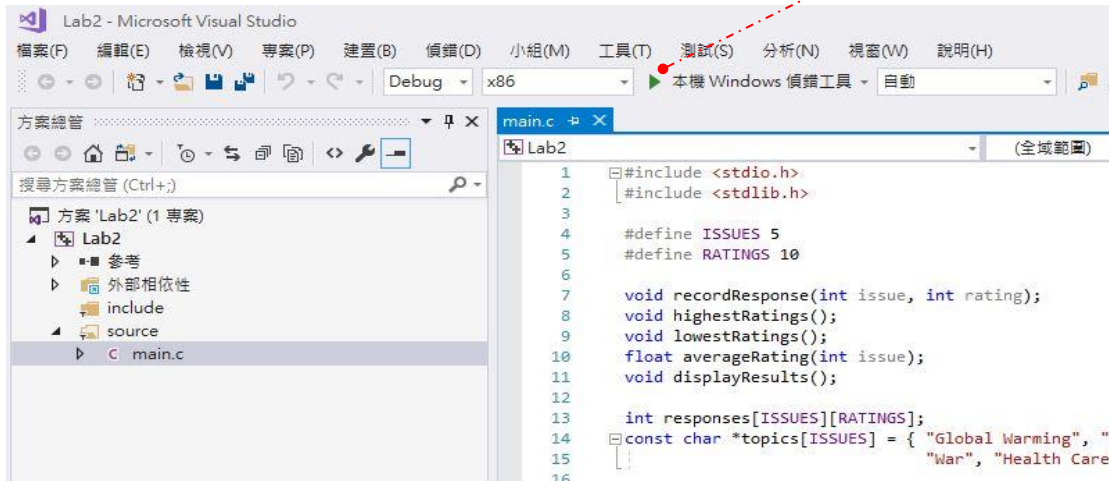 Lab2 - Microsoft Visual Studio
檔案(F) 編輯(E) 檢視(V) 專案(P) 建置(B) 偵錯(D) 小組(M) 工具(T) 測試(S) 分析(N) 視窗(W) 說明(H)
Debug x86 本機 Windows 偵錯工具 自動
方案總管
搜尋方案總管 (Ctrl+;)
方案 'Lab2' (1 專案)
Lab2
參考
外部相依性
include
source
main.c
main.c
Lab2 (全域範圍)
1 #include <stdio.h>
2 #include <stdlib.h>
3
4 #define ISSUES 5
5 #define RATINGS 10
6
7 void recordResponse(int issue, int rating);
8 void highestRatings();
9 void lowestRatings();
10 float averageRating(int issue);
11 void displayResults();
12
13 int responses[ISSUES][RATINGS];
14 const char *topics[ISSUES] = { "Global Warming", "
15 "War", "Health Care
16